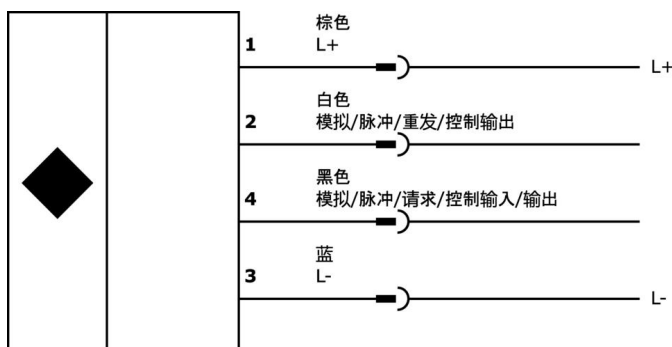 棕色
1 L+
L+
白色
2 模拟/脉冲/重发/控制输出
黑色
4 模拟/脉冲/请求/控制输入/输出
蓝
3 L-
L-